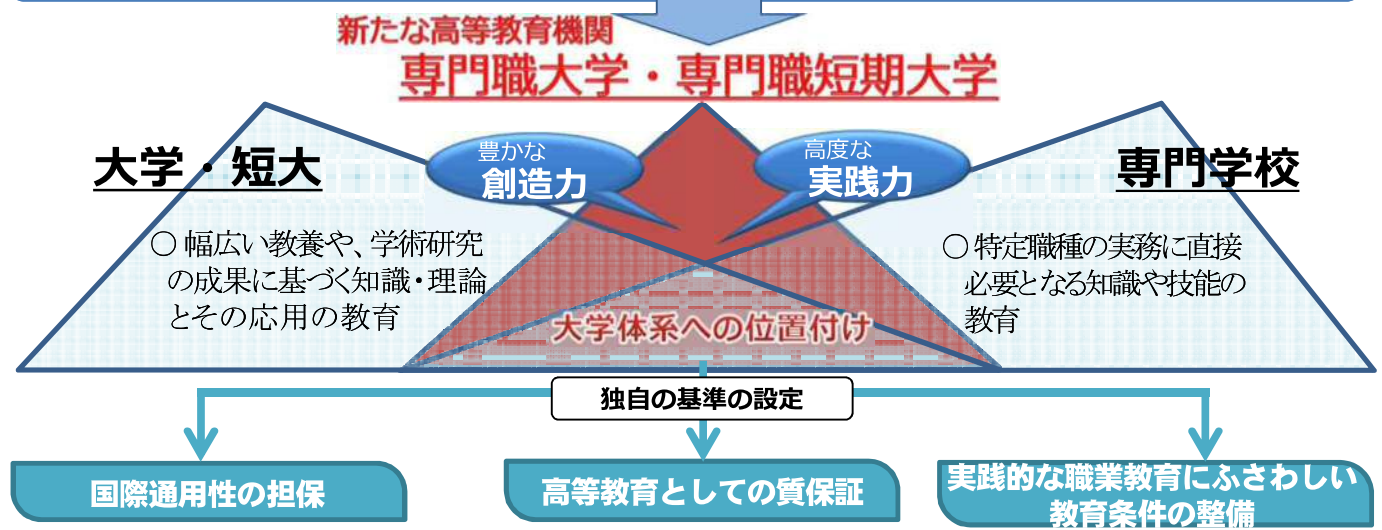 新たな高等教育機関
専門職大学・専門職短期大学
大学・短大
豊かな
創造力
高度な
実践力
専門学校
○ 幅広い教養や、学術研究
の成果に基づく知識・理論
とその応用の教育
○ 特定職種の実務に直接
必要となる知識や技能の
教育
大学体系への位置付け
独自の基準の設定
国際通用性の担保
高等教育としての質保証
実践的な職業教育にふさわしい
教育条件の整備